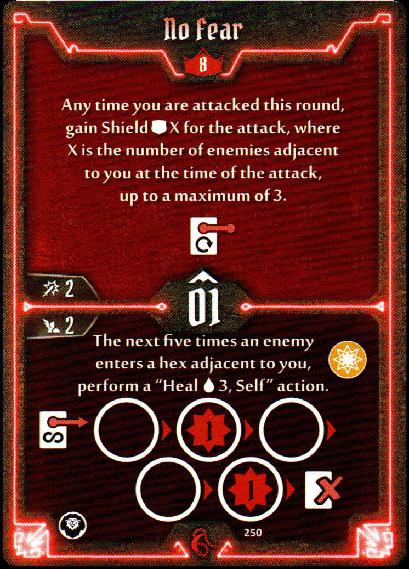 No Fear
8
Any time you are attacked this round,
gain Shield X for the attack, where
X is the number of enemies adjacent
to you at the time of the attack,
up to a maximum of 3.
2
01
2
The next five times an enemy
enters a hex adjacent to you,
perform a “Heal 3, Self” action.
1
1
250